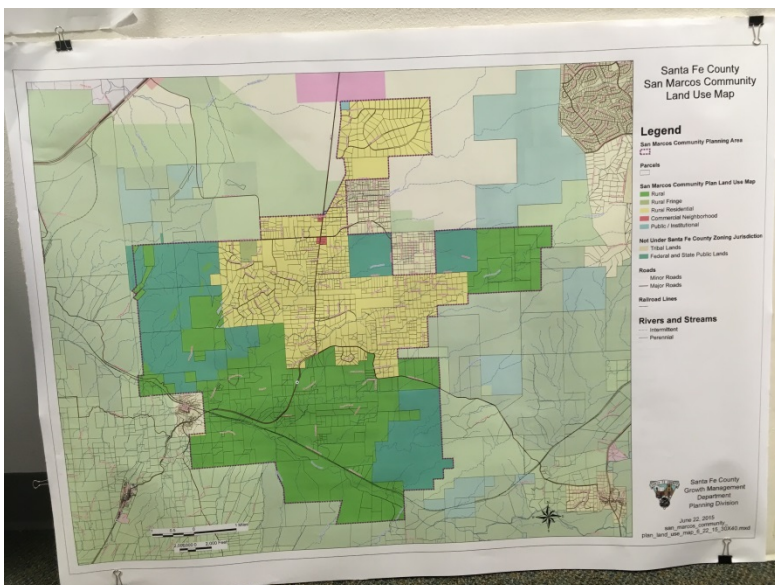 Santa Fe County
San Marcos Community
Land Use Map
Legend
San Marcos Community Planning Area
Parcels
San Marcos Community Plan Land Use Map
Rural
Rural Fringe
Rural Residential
Commercial Neighborhood
Public / Institutional
Not Under Santa Fe County Zoning Jurisdiction
Tribal Lands
Federal and State Public Lands
Roads
Minor Roads
Major Roads
Railroad Lines
Rivers and Streams
Intermittent
Perennial
Santa Fe County
Growth Management
Department
Planning Division
June 22, 2015
san_marcos_community_
plan_land_use_map_6_22_15_30X40.mxd